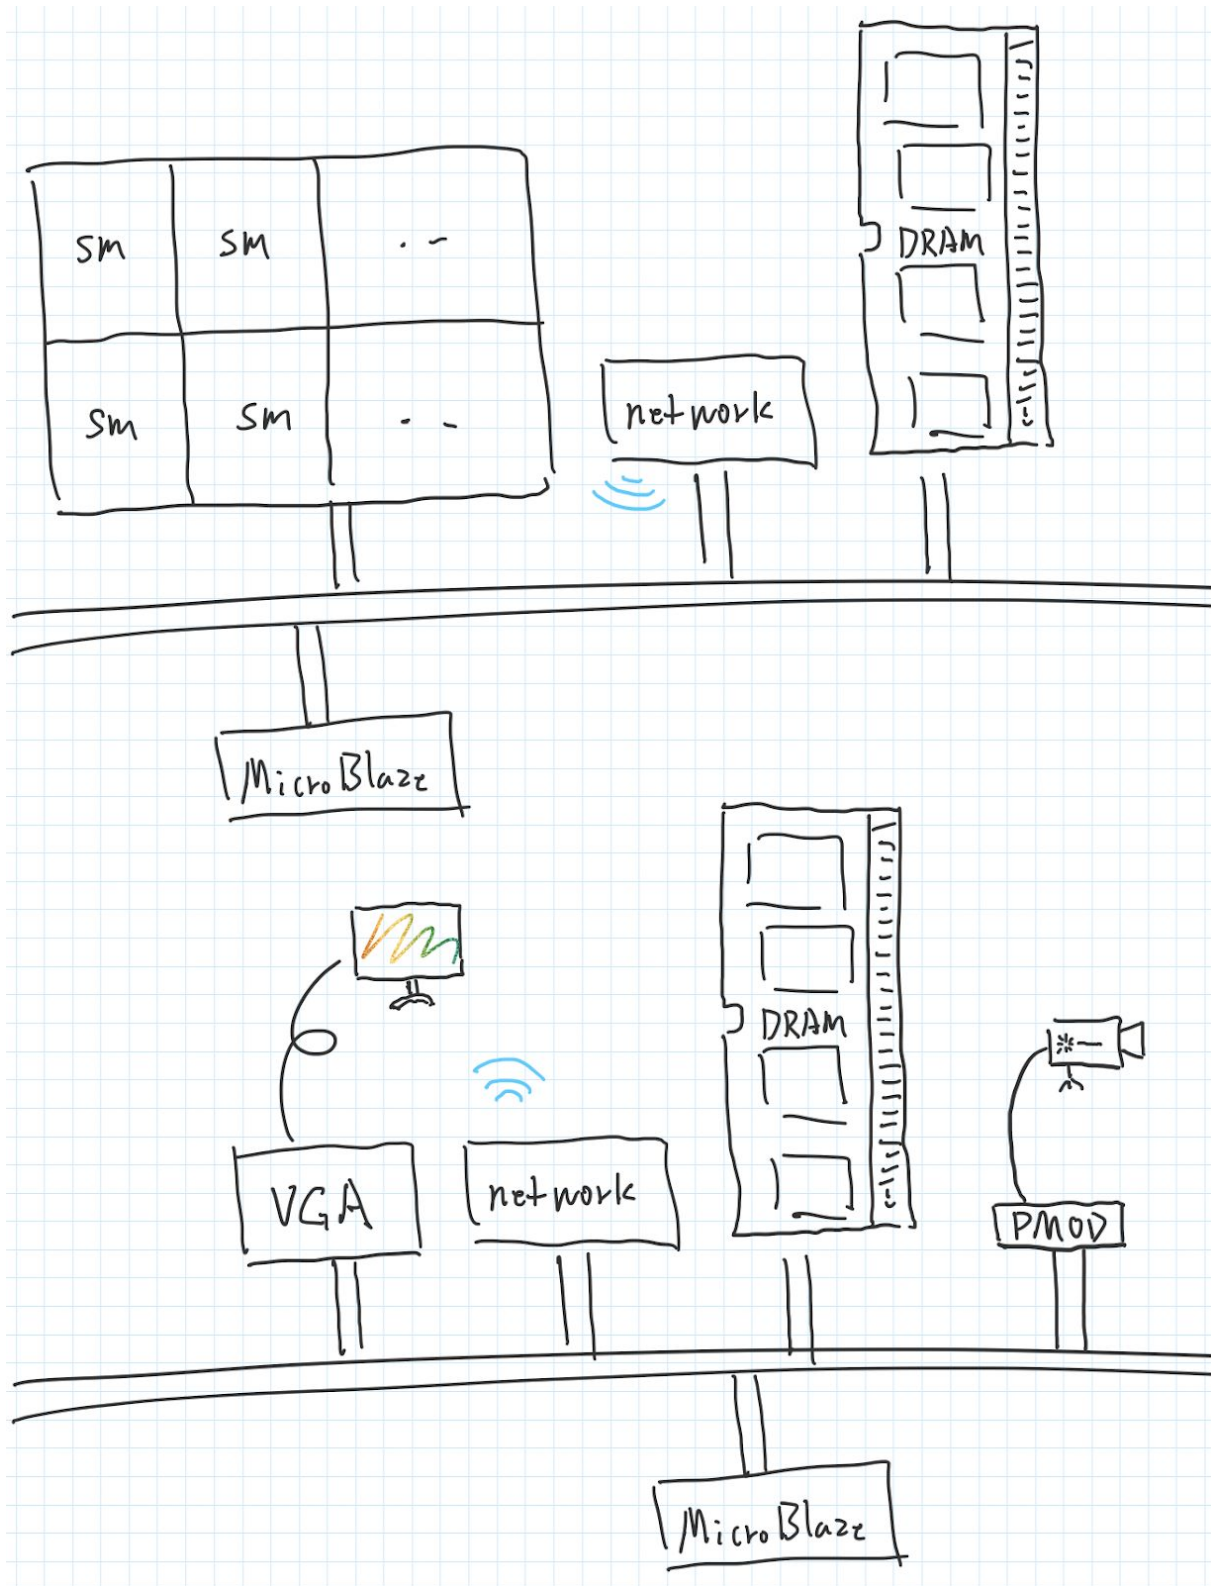 DRAM
SM SM . -
network
SM SM . -
MicroBlaze
DRAM
VGA
network
PMOD
MicroBlaze